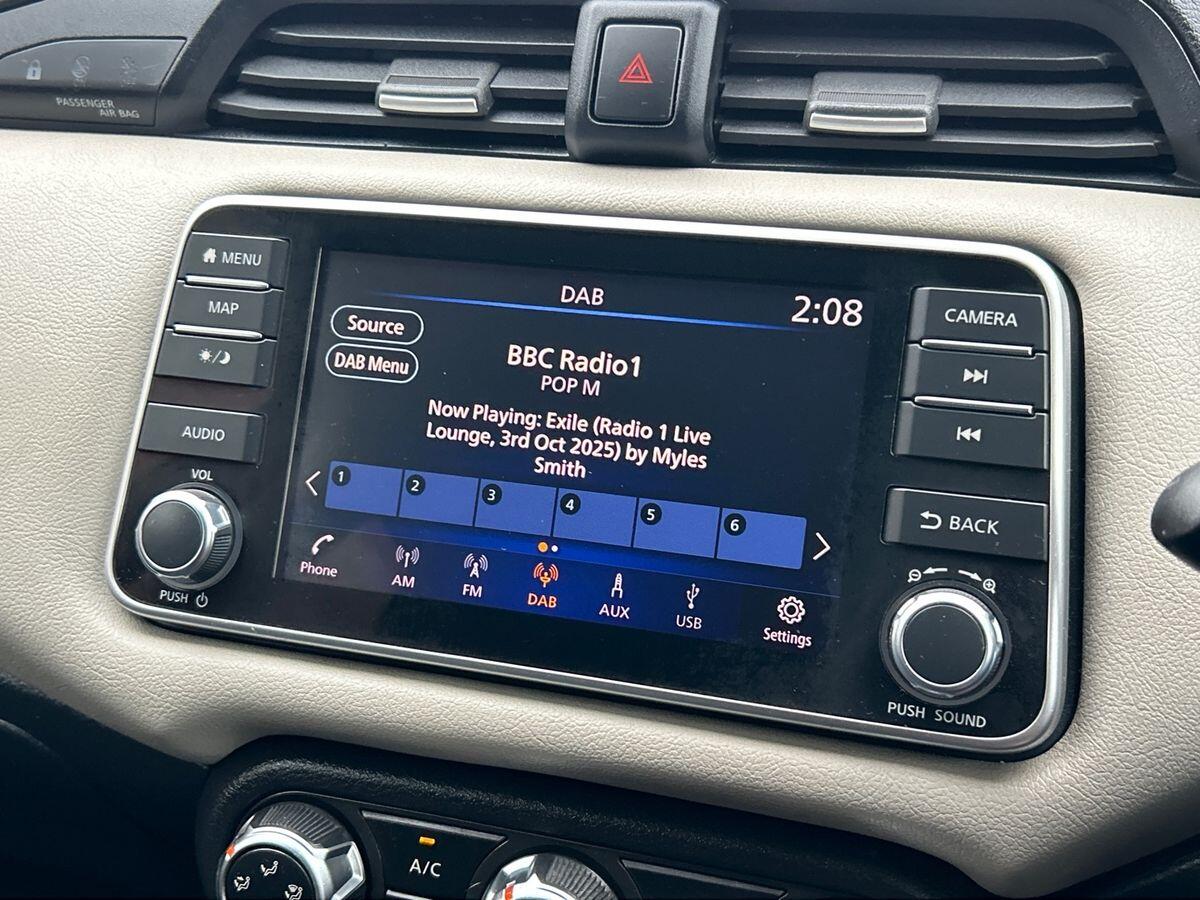 PASSENGER
AIR BAG
MENU
MAP
AUDIO
VOL
PUSH
DAB
2:08
Source
DAB Menu
BBC Radio1
POP M
Now Playing: Exile (Radio 1 Live
Lounge, 3rd Oct 2025) by Myles
Smith
1 2 3 4 5 6
Phone AM FM DAB AUX USB Settings
CAMERA
BACK
PUSH SOUND
A/C